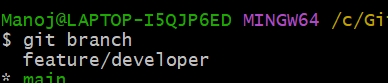 Manoj@LAPTOP-I5QJP6ED MINGW64 /c/Gi
$ git branch
  feature/developer
* main